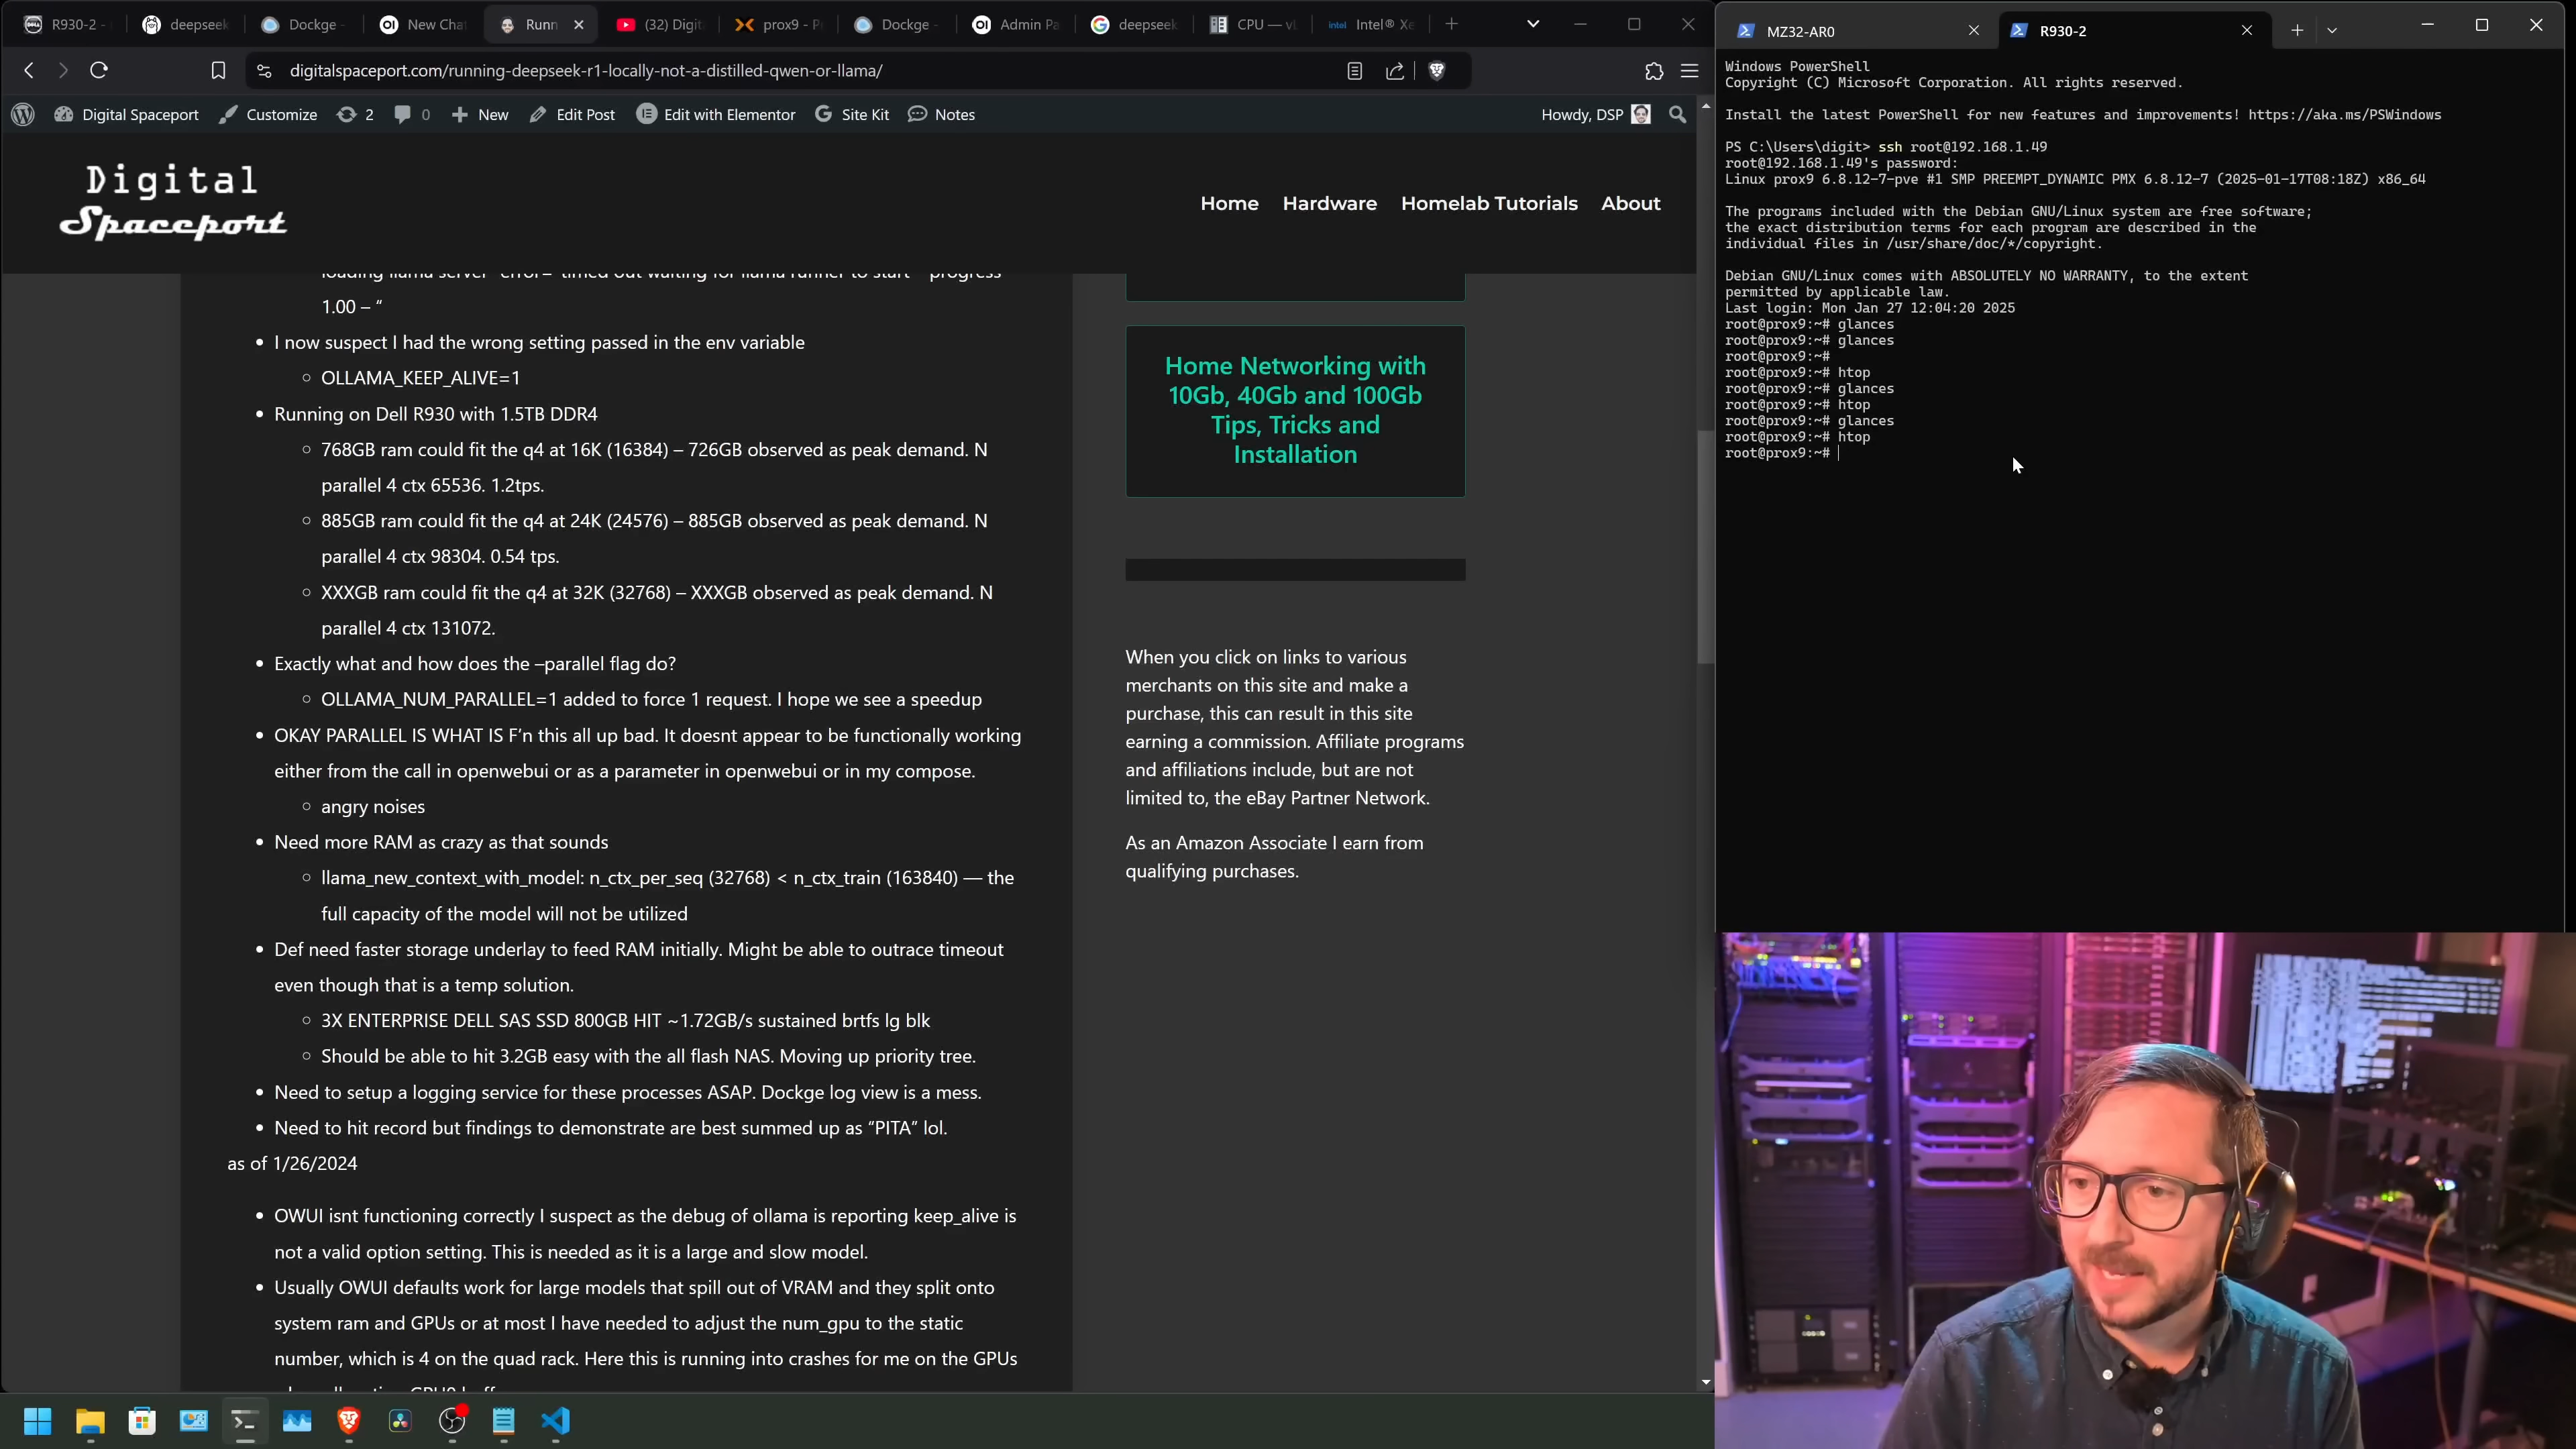 R930-2 -
deepseek
Dockge -
New Cha
Runn
(32) Digit
prox9 - P
Dockge -
Admin Pa
deepseek
CPU — vL
Intel® Xe
digitalspaceport.com/running-deepseek-r1-locally-not-a-distilled-qwen-or-llama/
Digital Spaceport
Customize
2
0
New
Edit Post
Edit with Elementor
Site Kit
Notes
Howdy, DSP
Digital
Spaceport
Home
Hardware
Homelab Tutorials
About
loading llama server" error="timed out waiting for llama runner to start – progress
1.00 – “
• I now suspect I had the wrong setting passed in the env variable
○ OLLAMA_KEEP_ALIVE=1
• Running on Dell R930 with 1.5TB DDR4
○ 768GB ram could fit the q4 at 16K (16384) – 726GB observed as peak demand. N
parallel 4 ctx 65536. 1.2tps.
○ 885GB ram could fit the q4 at 24K (24576) – 885GB observed as peak demand. N
parallel 4 ctx 98304. 0.54 tps.
○ XXXGB ram could fit the q4 at 32K (32768) – XXXGB observed as peak demand. N
parallel 4 ctx 131072.
• Exactly what and how does the –parallel flag do?
○ OLLAMA_NUM_PARALLEL=1 added to force 1 request. I hope we see a speedup
• OKAY PARALLEL IS WHAT IS F’n this all up bad. It doesnt appear to be functionally working
either from the call in openwebui or as a parameter in openwebui or in my compose.
○ angry noises
• Need more RAM as crazy as that sounds
○ llama_new_context_with_model: n_ctx_per_seq (32768) < n_ctx_train (163840) — the
full capacity of the model will not be utilized
• Def need faster storage underlay to feed RAM initially. Might be able to outrace timeout
even though that is a temp solution.
○ 3X ENTERPRISE DELL SAS SSD 800GB HIT ~1.72GB/s sustained brtfs lg blk
○ Should be able to hit 3.2GB easy with the all flash NAS. Moving up priority tree.
• Need to setup a logging service for these processes ASAP. Dockge log view is a mess.
• Need to hit record but findings to demonstrate are best summed up as “PITA” lol.
as of 1/26/2024
• OWUI isnt functioning correctly I suspect as the debug of ollama is reporting keep_alive is
not a valid option setting. This is needed as it is a large and slow model.
• Usually OWUI defaults work for large models that spill out of VRAM and they split onto
system ram and GPUs or at most I have needed to adjust the num_gpu to the static
number, which is 4 on the quad rack. Here this is running into crashes for me on the GPUs
Home Networking with
10Gb, 40Gb and 100Gb
Tips, Tricks and
Installation
When you click on links to various
merchants on this site and make a
purchase, this can result in this site
earning a commission. Affiliate programs
and affiliations include, but are not
limited to, the eBay Partner Network.
As an Amazon Associate I earn from
qualifying purchases.
MZ32-AR0
R930-2
Windows PowerShell
Copyright (C) Microsoft Corporation. All rights reserved.
Install the latest PowerShell for new features and improvements! https://aka.ms/PSWindows
PS C:\Users\digit> ssh root@192.168.1.49
root@192.168.1.49's password:
Linux prox9 6.8.12-7-pve #1 SMP PREEMPT_DYNAMIC PMX 6.8.12-7 (2025-01-17T08:18Z) x86_64
The programs included with the Debian GNU/Linux system are free software;
the exact distribution terms for each program are described in the
individual files in /usr/share/doc/*/copyright.
Debian GNU/Linux comes with ABSOLUTELY NO WARRANTY, to the extent
permitted by applicable law.
Last login: Mon Jan 27 12:04:20 2025
root@prox9:~# glances
root@prox9:~# glances
root@prox9:~#
root@prox9:~# htop
root@prox9:~# glances
root@prox9:~# htop
root@prox9:~# glances
root@prox9:~# htop
root@prox9:~#